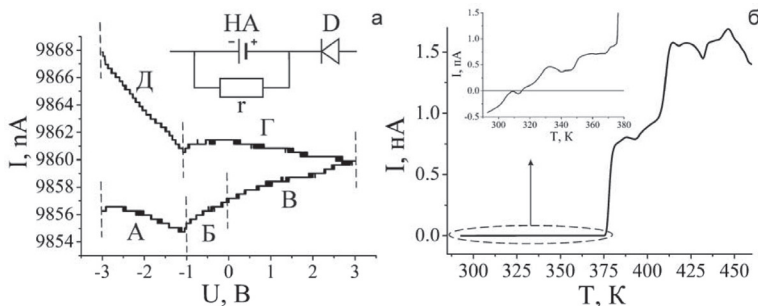 а
I, nA
9868
9866
9864
9862
9860
9858
9856
9854
-3
-2
-1
0
1
2
3
U, В
HA
D
− +
r
А
Б
В
Г
Д
б
I, нА
1.5
1.0
0.5
0.0
300
325
350
375
400
425
450
T, К
I, пА
1.5
1.0
0.5
0.0
-0.5
300
320
340
360
380
T, К